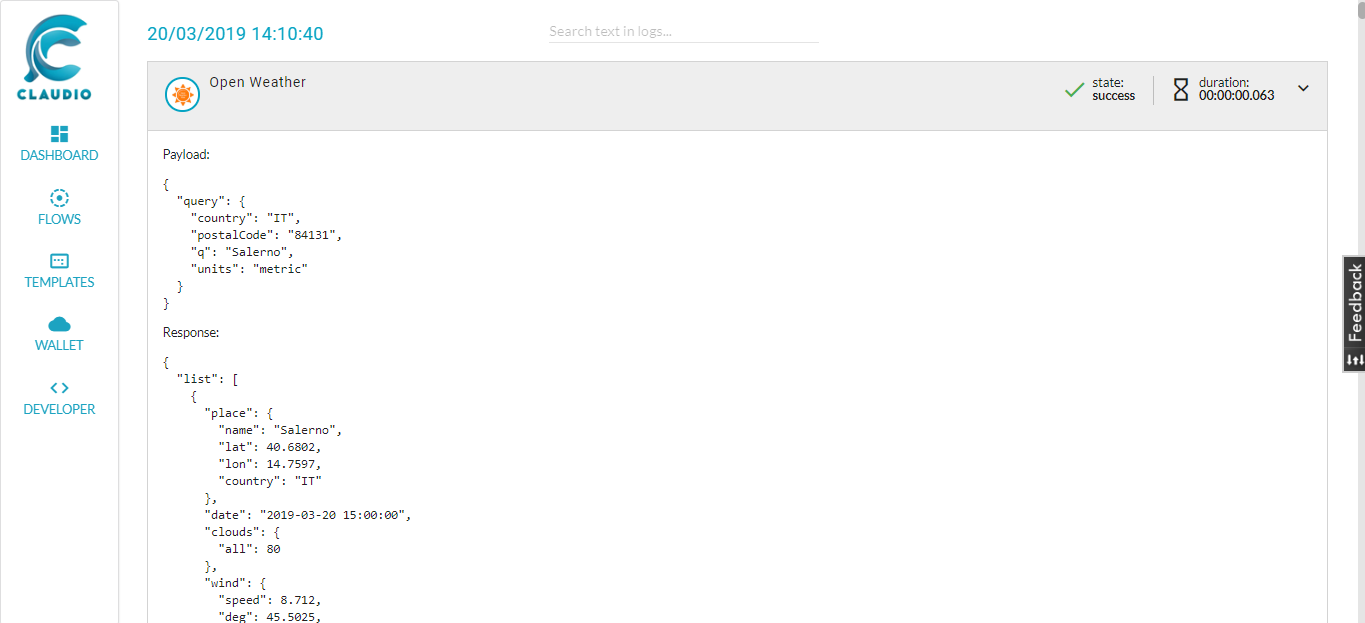 CLAUDIO
DASHBOARD
FLOWS
TEMPLATES
WALLET
DEVELOPER
20/03/2019 14:10:40
Search text in logs...
Open Weather
state:
success
duration:
00:00:00.063
Payload:
{
  "query": {
    "country": "IT",
    "postalCode": "84131",
    "q": "Salerno",
    "units": "metric"
  }
}
Response:
{
  "list": [
    {
      "place": {
        "name": "Salerno",
        "lat": 40.6802,
        "lon": 14.7597,
        "country": "IT"
      },
      "date": "2019-03-20 15:00:00",
      "clouds": {
        "all": 80
      },
      "wind": {
        "speed": 8.712,
        "deg": 45.5025,
Feedback